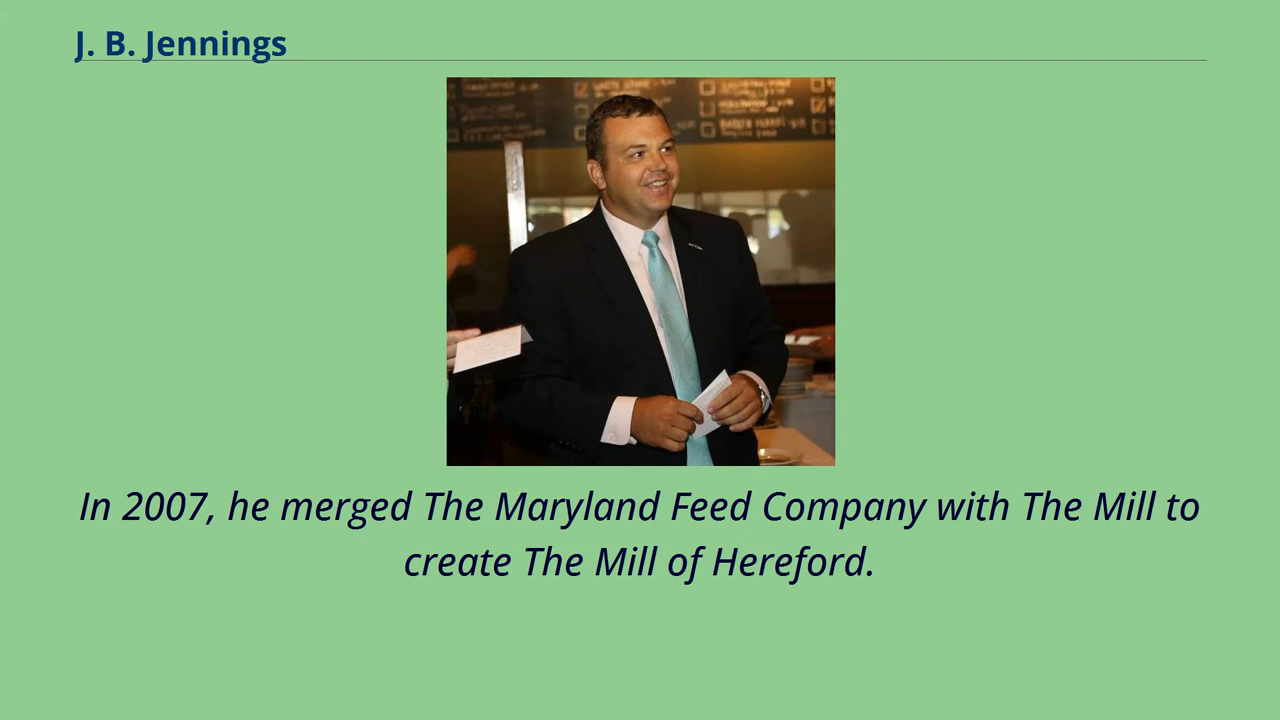 J. B. Jennings
In 2007, he merged The Maryland Feed Company with The Mill to
create The Mill of Hereford.